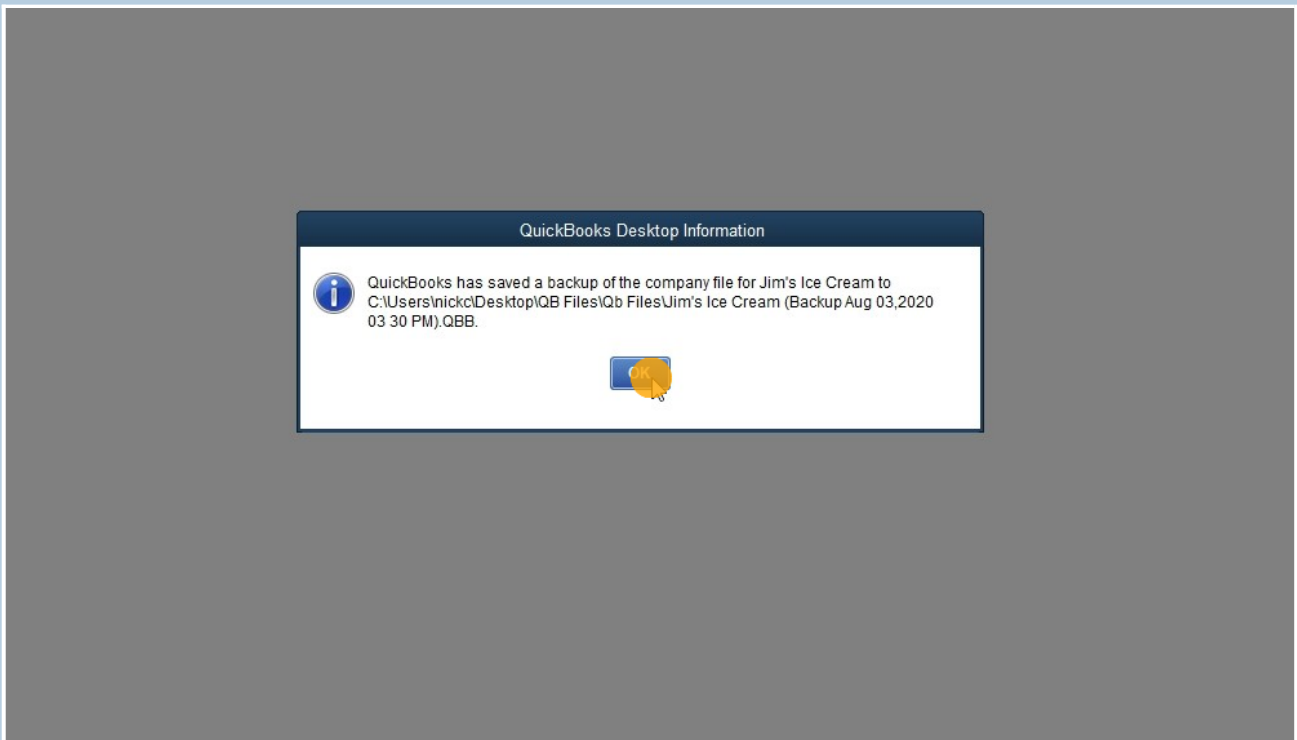 QuickBooks Desktop Information
QuickBooks has saved a backup of the company file for Jim's Ice Cream to
C:\Users\nickc\Desktop\QB Files\Qb Files\Jim's Ice Cream (Backup Aug 03,2020
03 30 PM).QBB.
OK